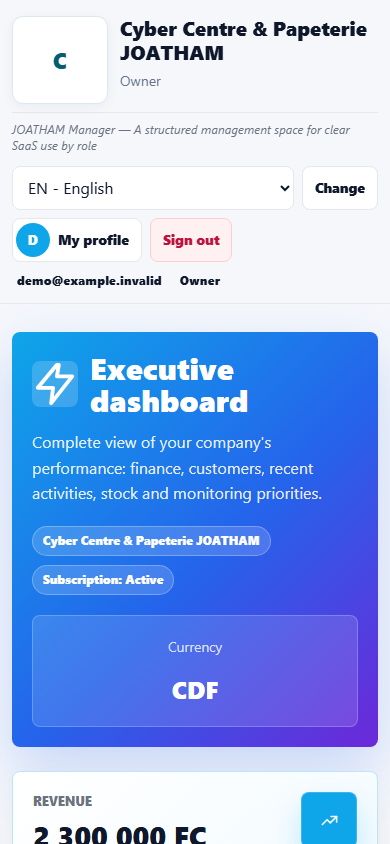 C
Cyber Centre & Papeterie
JOATHAM
Owner
JOATHAM Manager — A structured management space for clear
SaaS use by role
EN - English
Change
D
My profile
Sign out
demo@example.invalid
Owner
Executive
dashboard
Complete view of your company's
performance: finance, customers, recent
activities, stock and monitoring priorities.
Cyber Centre & Papeterie JOATHAM
Subscription: Active
Currency
CDF
REVENUE
2 300 000 FC